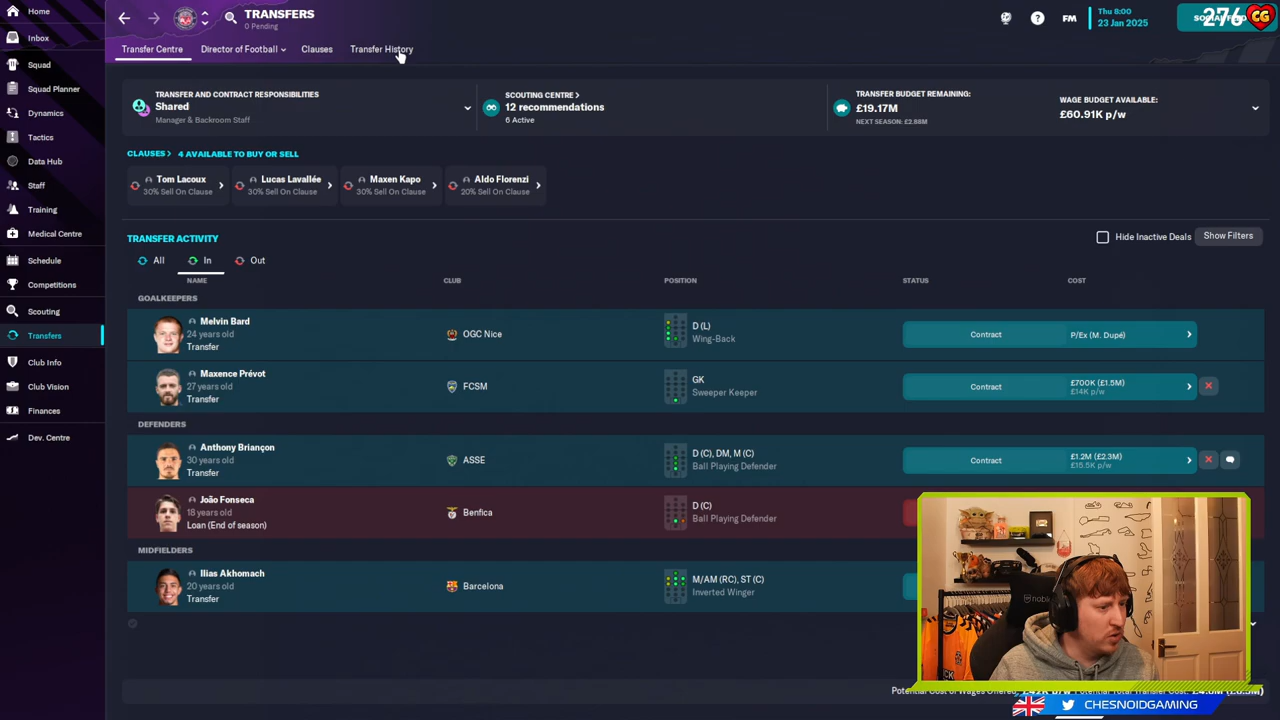 Home
TRANSFERS
0 Pending
FM
Thu 8:00
23 Jan 2025
276
CG
Inbox
Transfer Centre
Director of Football
Clauses
Transfer History
Squad
Squad Planner
Dynamics
Tactics
Data Hub
Staff
Training
Medical Centre
Schedule
Competitions
Scouting
Transfers
Club Info
Club Vision
Finances
Dev. Centre
TRANSFER AND CONTRACT RESPONSIBILITIES
Shared
Manager & Backroom Staff
SCOUTING CENTRE >
12 recommendations
6 Active
TRANSFER BUDGET REMAINING:
£19.17M
NEXT SEASON: £2.88M
WAGE BUDGET AVAILABLE:
£60.91K p/w
CLAUSES > 4 AVAILABLE TO BUY OR SELL
Tom Lacoux
30% Sell On Clause
Lucas Lavallée
30% Sell On Clause
Maxen Kapo
30% Sell On Clause
Aldo Florenzi
20% Sell On Clause
TRANSFER ACTIVITY
Hide Inactive Deals
Show Filters
All
In
Out
NAME CLUB POSITION STATUS COST
GOALKEEPERS
Melvin Bard
24 years old
Transfer
OGC Nice
D (L)
Wing-Back
Contract
P/Ex (M. Dupé)
Maxence Prévot
27 years old
Transfer
FCSM
GK
Sweeper Keeper
Contract
£700K (£1.5M)
£14K p/w
DEFENDERS
Anthony Briançon
30 years old
Transfer
ASSE
D (C), DM, M (C)
Ball Playing Defender
Contract
£1.2M (£2.3M)
£15.5K p/w
João Fonseca
18 years old
Loan (End of season)
Benfica
D (C)
Ball Playing Defender
MIDFIELDERS
Ilias Akhomach
20 years old
Transfer
Barcelona
M/AM (RC), ST (C)
Inverted Winger
CHESNOIDGAMING